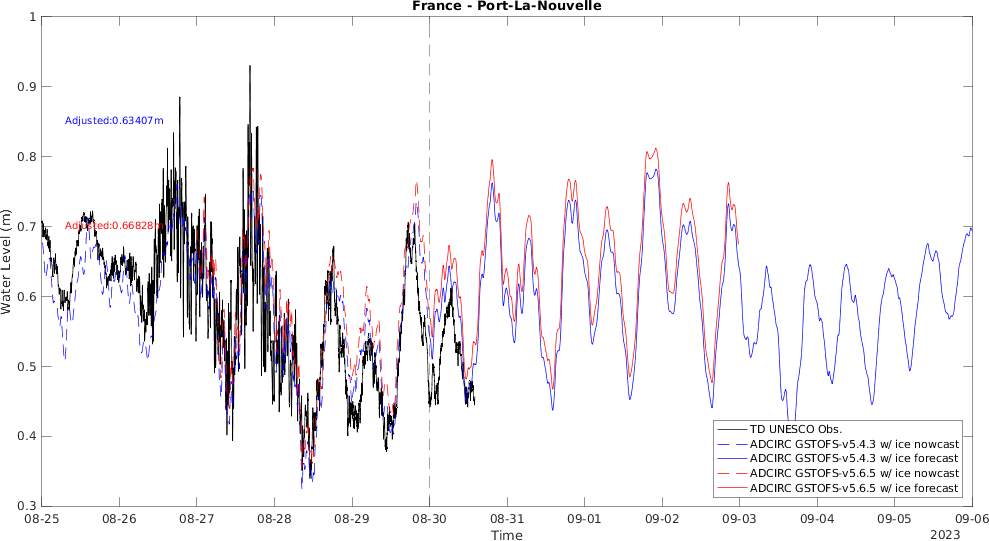 France - Port-La-Nouvelle
1
0.9
0.8
0.7
0.6
0.5
0.4
0.3
Water Level (m)
Adjusted:0.63407m
Adjusted:0.66828m
TD UNESCO Obs.
ADCIRC GSTOFS-v5.4.3 w/ ice nowcast
ADCIRC GSTOFS-v5.4.3 w/ ice forecast
ADCIRC GSTOFS-v5.6.5 w/ ice nowcast
ADCIRC GSTOFS-v5.6.5 w/ ice forecast
08-25 08-26 08-27 08-28 08-29 08-30 08-31 09-01 09-02 09-03 09-04 09-05 09-06
Time
2023